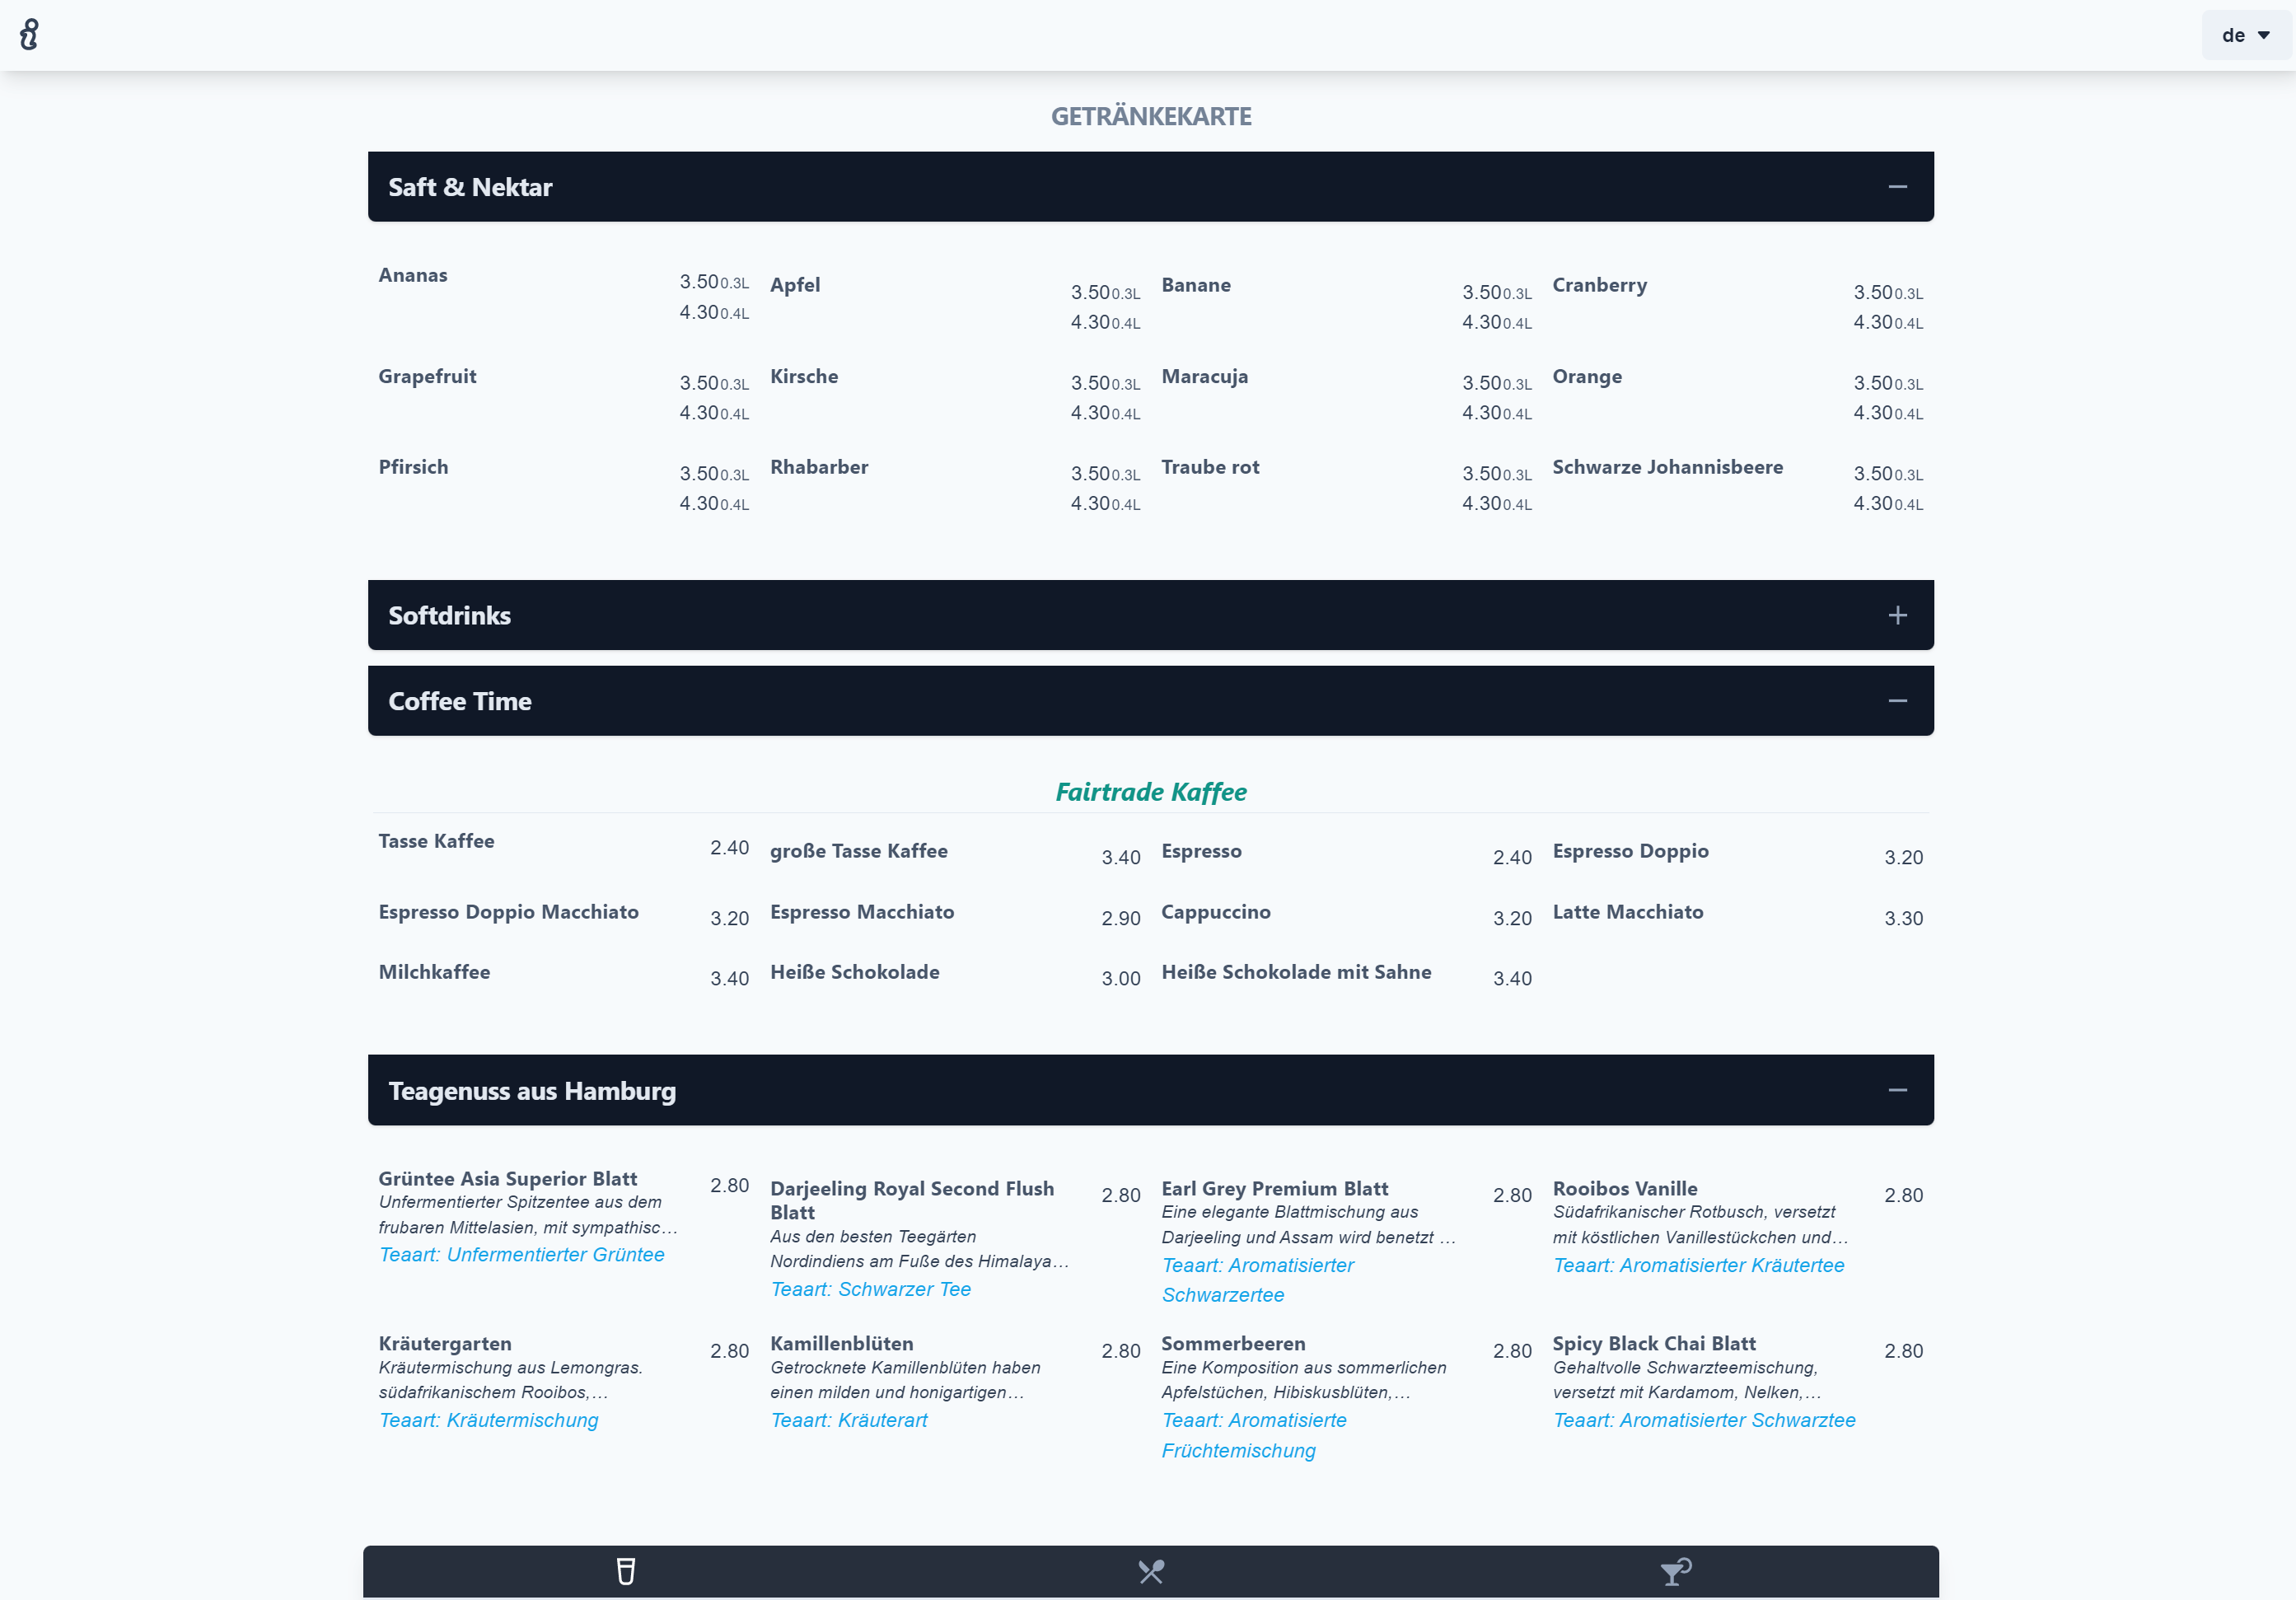 de
GETRÄNKEKARTE
Saft & Nektar
Ananas
3.50 0.3L
4.30 0.4L
Apfel
3.50 0.3L
4.30 0.4L
Banane
3.50 0.3L
4.30 0.4L
Cranberry
3.50 0.3L
4.30 0.4L
Grapefruit
3.50 0.3L
4.30 0.4L
Kirsche
3.50 0.3L
4.30 0.4L
Maracuja
3.50 0.3L
4.30 0.4L
Orange
3.50 0.3L
4.30 0.4L
Pfirsich
3.50 0.3L
4.30 0.4L
Rhabarber
3.50 0.3L
4.30 0.4L
Traube rot
3.50 0.3L
4.30 0.4L
Schwarze Johannisbeere
3.50 0.3L
4.30 0.4L
Softdrinks
Coffee Time
Fairtrade Kaffee
Tasse Kaffee 2.40
große Tasse Kaffee 3.40
Espresso 2.40
Espresso Doppio 3.20
Espresso Doppio Macchiato 3.20
Espresso Macchiato 2.90
Cappuccino 3.20
Latte Macchiato 3.30
Milchkaffee 3.40
Heiße Schokolade 3.00
Heiße Schokolade mit Sahne 3.40
Teagenuss aus Hamburg
Grüntee Asia Superior Blatt 2.80
Unfermentierter Spitzentee aus dem
frubaren Mittelasien, mit sympathisc…
Teaart: Unfermentierter Grüntee
Darjeeling Royal Second Flush 2.80
Blatt
Aus den besten Teegärten
Nordindiens am Fuße des Himalaya…
Teaart: Schwarzer Tee
Earl Grey Premium Blatt 2.80
Eine elegante Blattmischung aus
Darjeeling und Assam wird benetzt …
Teaart: Aromatisierter
Schwarzertee
Rooibos Vanille 2.80
Südafrikanischer Rotbusch, versetzt
mit köstlichen Vanillestückchen und…
Teaart: Aromatisierter Kräutertee
Kräutergarten 2.80
Kräutermischung aus Lemongras.
südafrikanischem Rooibos,…
Teaart: Kräutermischung
Kamillenblüten 2.80
Getrocknete Kamillenblüten haben
einen milden und honigartigen…
Teaart: Kräuterart
Sommerbeeren 2.80
Eine Komposition aus sommerlichen
Apfelstüchen, Hibiskusblüten,…
Teaart: Aromatisierte
Früchtemischung
Spicy Black Chai Blatt 2.80
Gehaltvolle Schwarzteemischung,
versetzt mit Kardamom, Nelken,…
Teaart: Aromatisierter Schwarztee